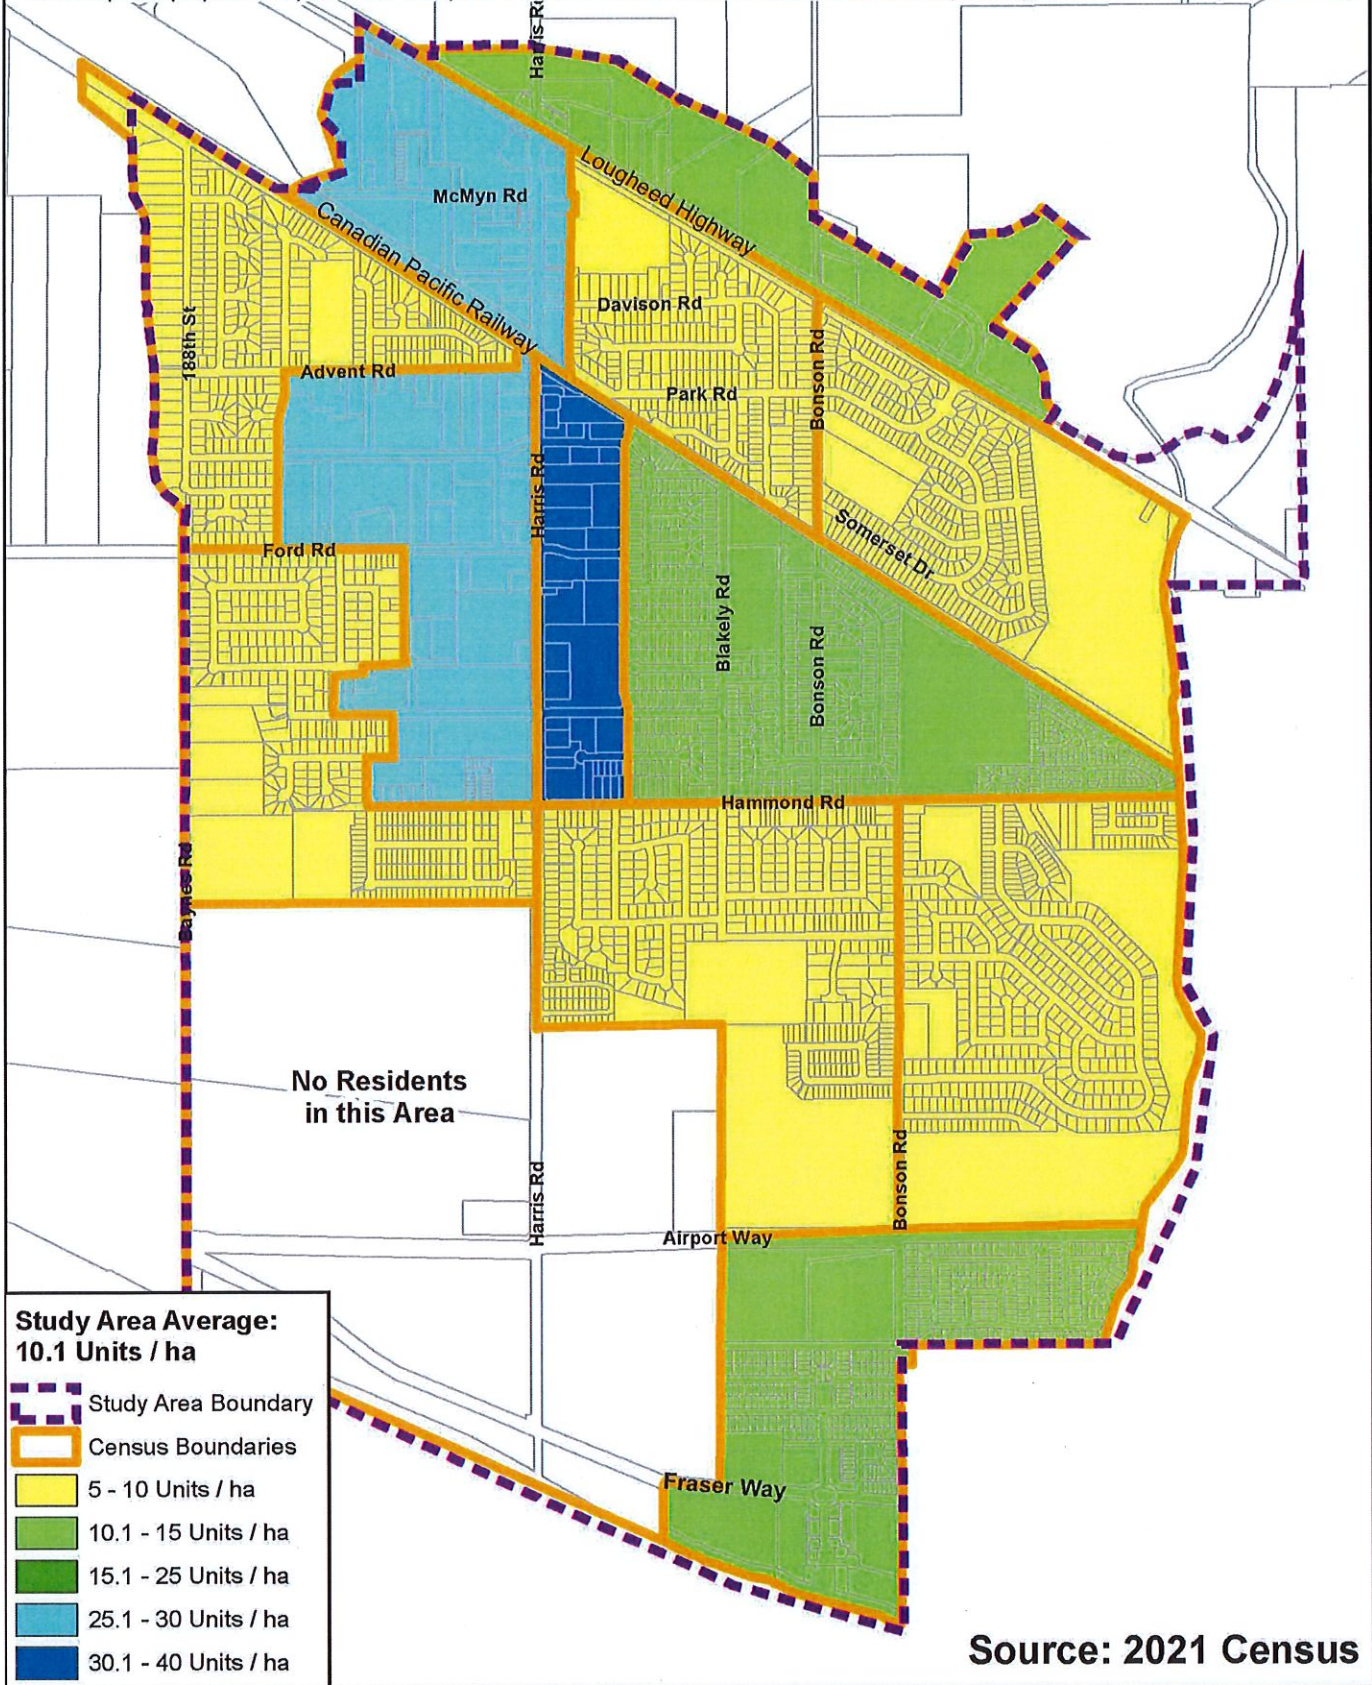 Harris Rd
McMyn Rd
Lougheed Highway
Canadian Pacific Railway
Davison Rd
188th St
Advent Rd
Park Rd
Bonson Rd
Harris Rd
Somerset Dr
Ford Rd
Blakely Rd
Bonson Rd
Hammond Rd
Baynes Rd
No Residents
in this Area
Harris Rd
Bonson Rd
Airport Way
Fraser Way
Study Area Average:
10.1 Units / ha
Study Area Boundary
Census Boundaries
5 - 10 Units / ha
10.1 - 15 Units / ha
15.1 - 25 Units / ha
25.1 - 30 Units / ha
30.1 - 40 Units / ha
Source: 2021 Census